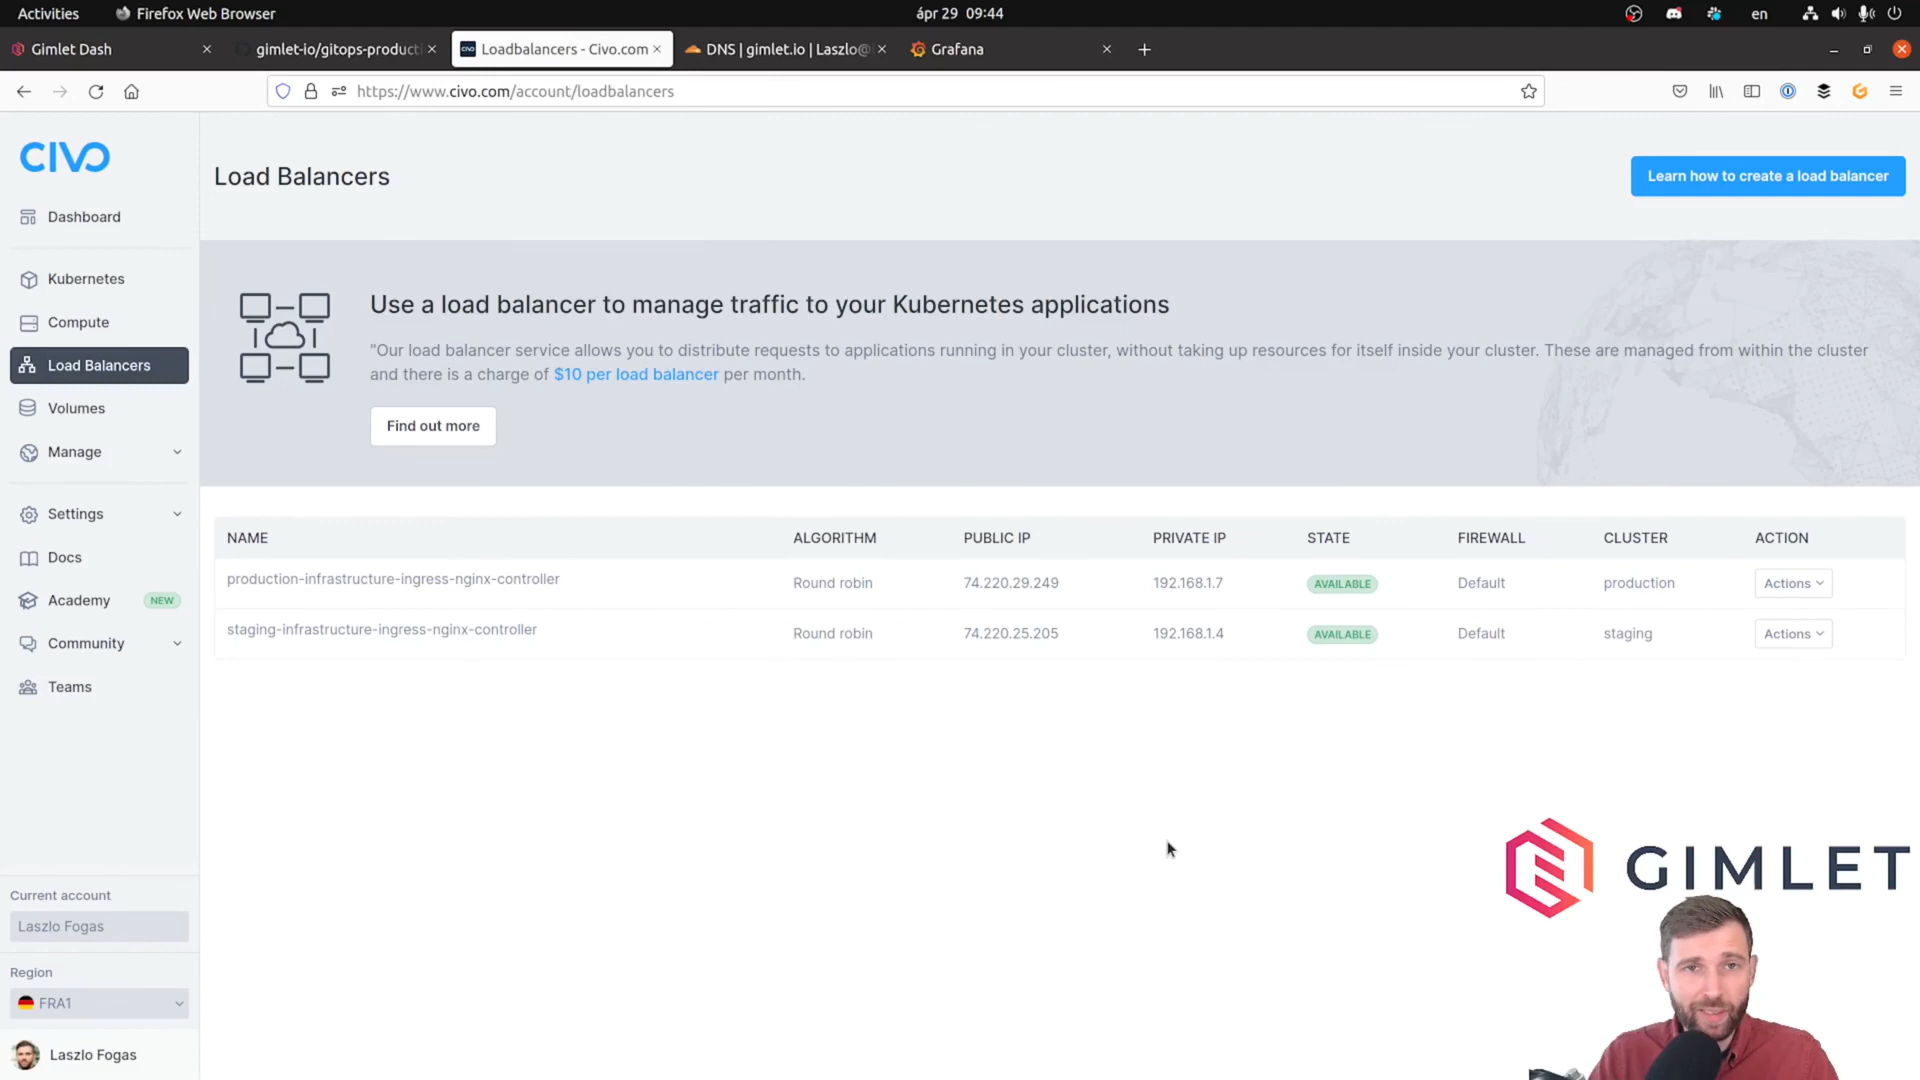 Activities
Firefox Web Browser
ápr 29 09:44
en
Gimlet Dash
gimlet-io/gitops-product
Loadbalancers - Civo.com
DNS | gimlet.io | Laszlo@
Grafana
https://www.civo.com/account/loadbalancers
CIVO
Dashboard
Kubernetes
Compute
Load Balancers
Volumes
Manage
Settings
Docs
Academy NEW
Community
Teams
Current account
Laszlo Fogas
Region
FRA1
Laszlo Fogas
Load Balancers
Learn how to create a load balancer
Use a load balancer to manage traffic to your Kubernetes applications
"Our load balancer service allows you to distribute requests to applications running in your cluster, without taking up resources for itself inside your cluster. These are managed from within the cluster
and there is a charge of $10 per load balancer per month.
Find out more
NAME ALGORITHM PUBLIC IP PRIVATE IP STATE FIREWALL CLUSTER ACTION
production-infrastructure-ingress-nginx-controller Round robin 74.220.29.249 192.168.1.7 AVAILABLE Default production Actions
staging-infrastructure-ingress-nginx-controller Round robin 74.220.25.205 192.168.1.4 AVAILABLE Default staging Actions
GIMLET